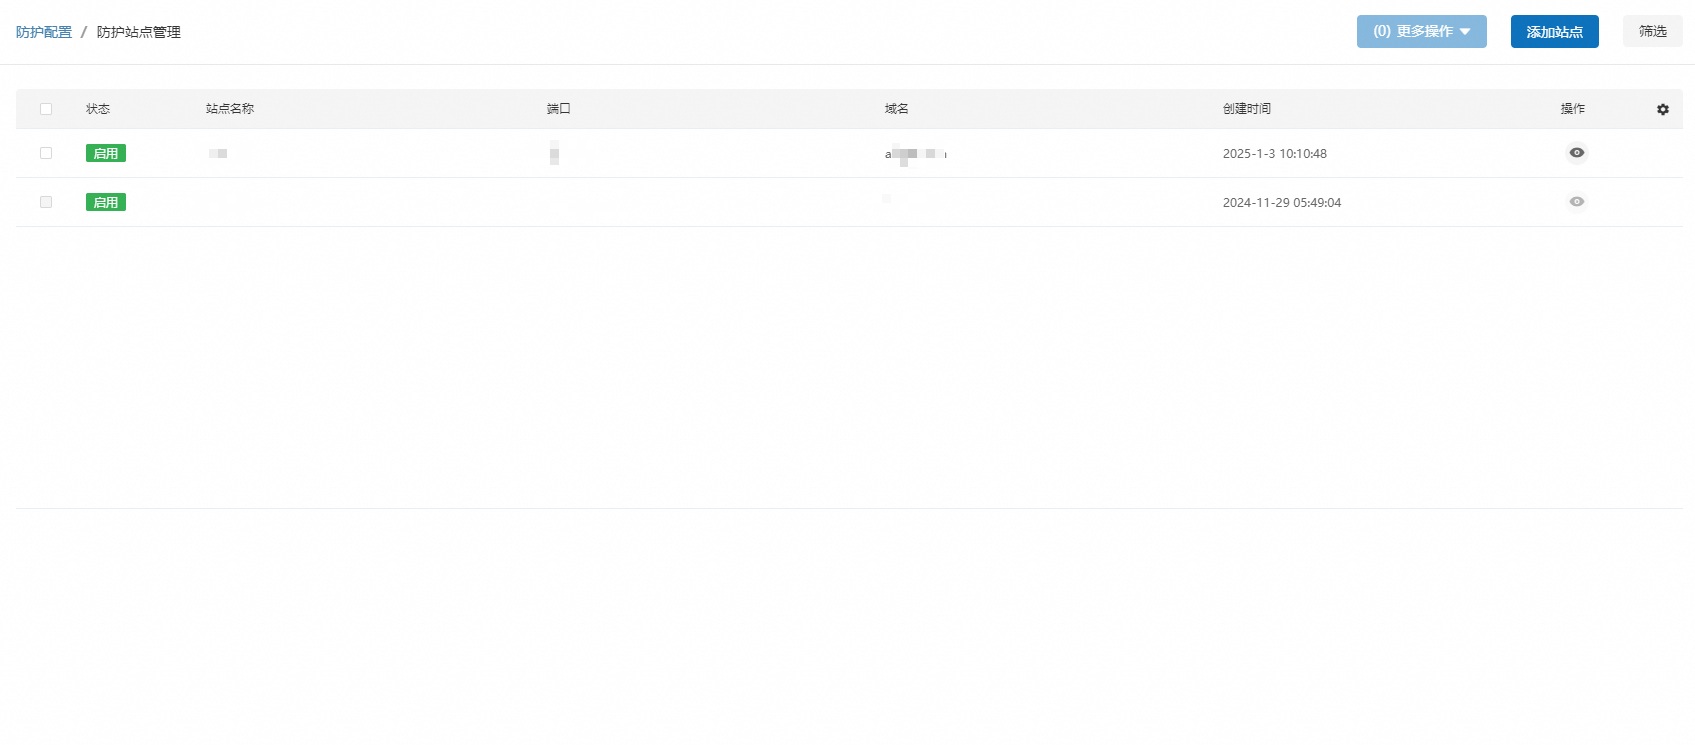 防护配置 / 防护站点管理 (0) 更多操作 添加站点 筛选
状态 站点名称 端口 域名 创建时间 操作
启用 2025-1-3 10:10:48
启用 2024-11-29 05:49:04